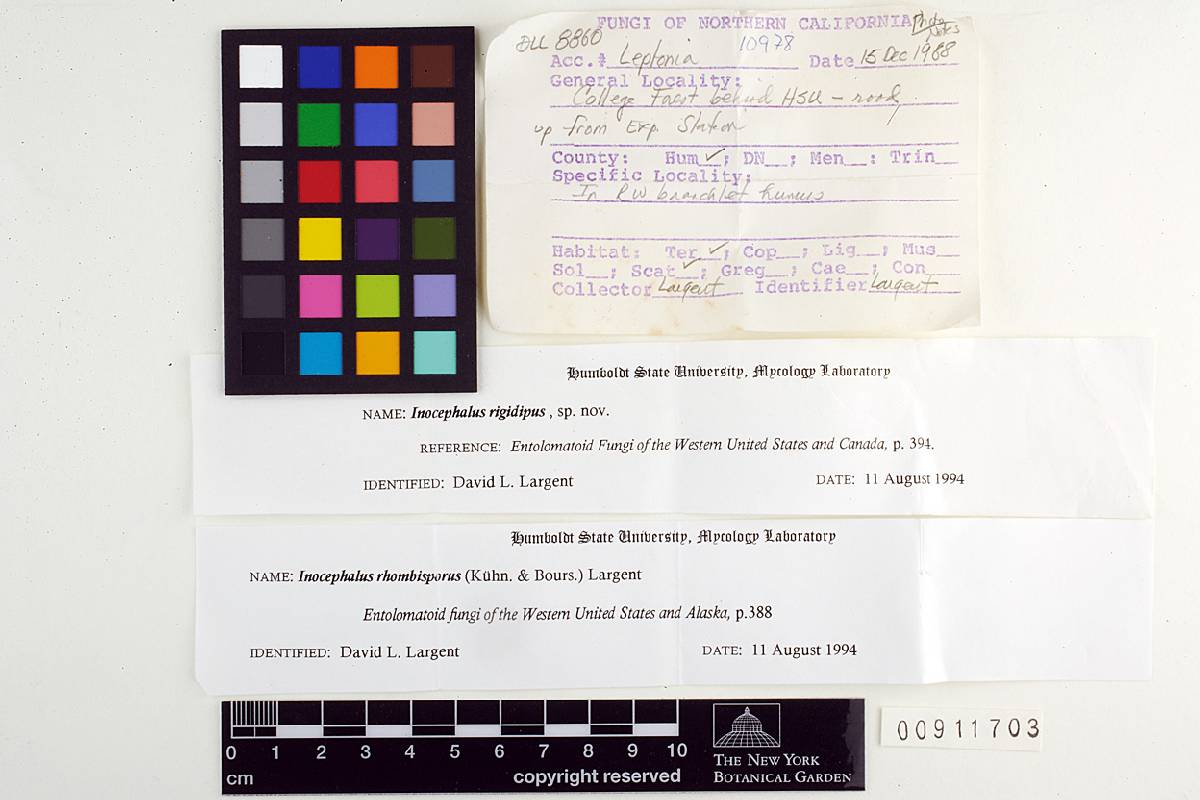 FUNGI OF NORTHERN CALIFORNIA
DLL 8860 10978
Acc.# Leptonia Date 15 Dec 1988
General Locality:
College Forest behind HSU - road
up from Exp. Station
County: Hum ✓; DN__; Men__: Trin__
Specific Locality:
In RW branchlet humus
Habitat: Ter ✓; Cop__; Lig__; Mus__
Sol__; Scat ✓; Greg__; Cae__; Con__
Collector Largent Identifier Largent
Humboldt State University, Mycology Laboratory
NAME: Inocephalus rigidipus , sp. nov.
REFERENCE: Entolomatoid Fungi of the Western United States and Canada, p. 394.
IDENTIFIED: David L. Largent DATE: 11 August 1994
Humboldt State University, Mycology Laboratory
NAME: Inocephalus rhombisporus (Kühn. & Bours.) Largent
Entolomatoid fungi of the Western United States and Alaska, p.388
IDENTIFIED: David L. Largent DATE: 11 August 1994
0 1 2 3 4 5 6 7 8 9 10
cm copyright reserved
THE NEW YORK
BOTANICAL GARDEN
00911703